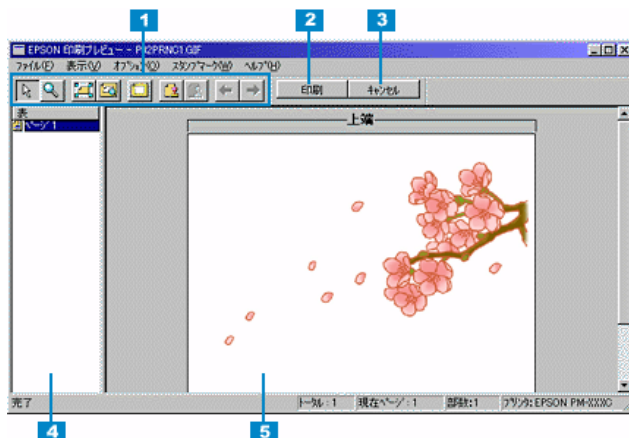 1 2 3
EPSON 印刷プレビュー - P02PRNC1.GIF
ファイル(F) 表示(V) オプション(O) スタンプマーク(W) ヘルプ(H)
印刷 キャンセル
表
ページ 1
上端
完了
トータル : 1 現在ページ : 1 部数:1 プリンタ: EPSON PM-XXXC
4 5